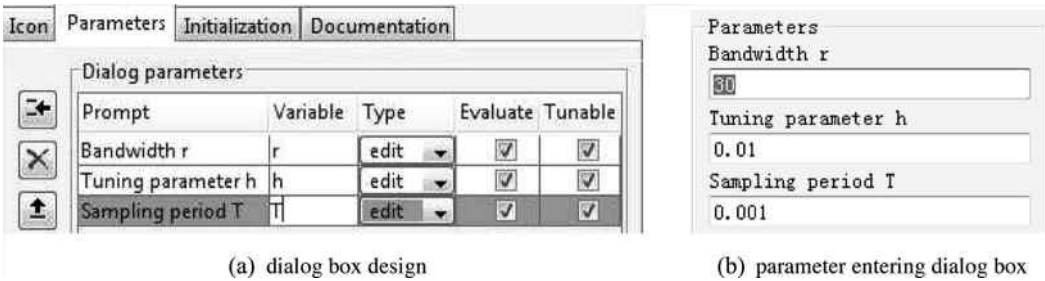 Icon Parameters Initialization Documentation
Dialog parameters
Prompt Variable Type Evaluate Tunable
Bandwidth r r edit
Tuning parameter h h edit
Sampling period T T edit
(a) dialog box design
Parameters
Bandwidth r
30
Tuning parameter h
0.01
Sampling period T
0.001
(b) parameter entering dialog box